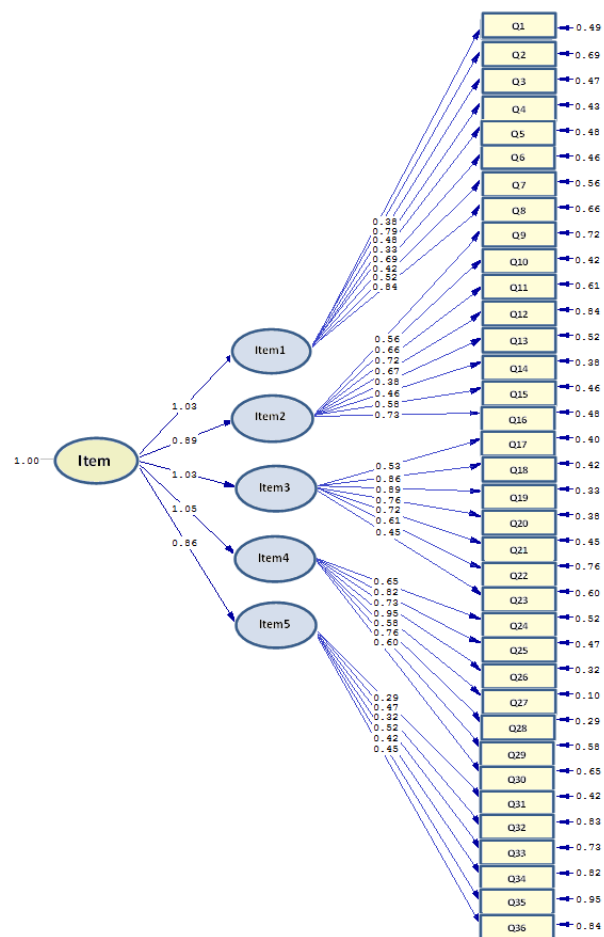 Q1 0.49
Q2 0.69
Q3 0.47
Q4 0.43
Q5 0.48
Q6 0.46
Q7 0.56
Q8 0.66
Q9 0.72
Q10 0.42
Q11 0.61
Q12 0.84
Q13 0.52
Q14 0.38
Q15 0.46
Q16 0.48
Q17 0.40
Q18 0.42
Q19 0.33
Q20 0.38
Q21 0.45
Q22 0.76
Q23 0.60
Q24 0.52
Q25 0.47
Q26 0.32
Q27 0.10
Q28 0.29
Q29 0.58
Q30 0.65
Q31 0.42
Q32 0.83
Q33 0.73
Q34 0.82
Q35 0.95
Q36 0.84
0.38
0.79
0.48
0.33
0.69
0.42
0.52
0.84
Item1
0.56
0.66
0.72
0.67
0.38
0.46
0.58
0.73
Item2
0.53
0.86
0.89
0.76
0.72
0.61
0.45
Item3
0.65
0.82
0.73
0.95
0.58
0.76
0.60
Item4
0.29
0.47
0.32
0.52
0.42
0.45
Item5
1.03
0.89
1.03
1.05
0.86
1.00 Item